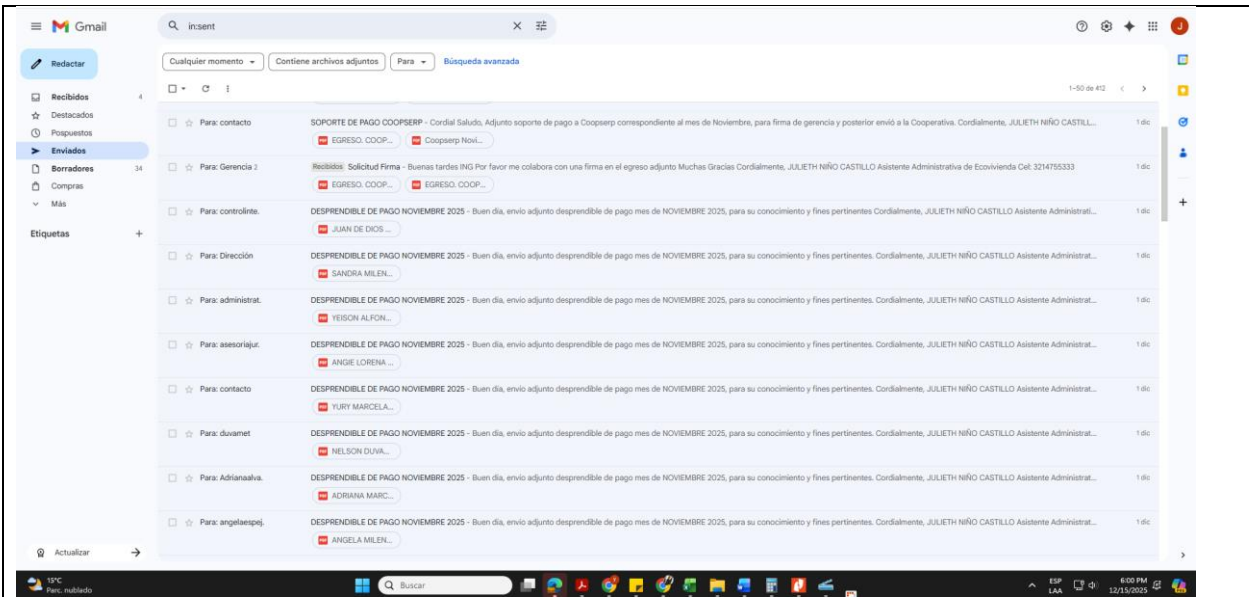 Gmail
in:sent
J
Redactar
Cualquier momento
Contiene archivos adjuntos
Para
Búsqueda avanzada
1–50 de 412
Recibidos 4
Destacados
Pospuestos
Enviados
Borradores 34
Compras
Más
Etiquetas
Para: contacto SOPORTE DE PAGO COOPSERP - Cordial Saludo, Adjunto soporte de pago a Coopserp correspondiente al mes de Noviembre, para firma de gerencia y posterior envió a la Cooperativa. Cordialmente, JULIETH NIÑO CASTILL... 1 dic
EGRESO. COOP... Coopserp Novi...
Para: Gerencia 2 Recibidos Solicitud Firma - Buenas tardes ING Por favor me colabora con una firma en el egreso adjunto Muchas Gracias Cordialmente, JULIETH NIÑO CASTILLO Asistente Administrativa de Ecovivienda Cel: 3214755333 1 dic
EGRESO. COOP... EGRESO. COOP...
Para: controlinte. DESPRENDIBLE DE PAGO NOVIEMBRE 2025 - Buen día, envio adjunto desprendible de pago mes de NOVIEMBRE 2025, para su conocimiento y fines pertinentes Cordialmente, JULIETH NIÑO CASTILLO Asistente Administrati... 1 dic
JUAN DE DIOS ...
Para: Dirección DESPRENDIBLE DE PAGO NOVIEMBRE 2025 - Buen día, envio adjunto desprendible de pago mes de NOVIEMBRE 2025, para su conocimiento y fines pertinentes. Cordialmente, JULIETH NIÑO CASTILLO Asistente Administrat... 1 dic
SANDRA MILEN...
Para: administrat. DESPRENDIBLE DE PAGO NOVIEMBRE 2025 - Buen día, envio adjunto desprendible de pago mes de NOVIEMBRE 2025, para su conocimiento y fines pertinentes. Cordialmente, JULIETH NIÑO CASTILLO Asistente Administrat... 1 dic
YEISON ALFON...
Para: asesoriajur. DESPRENDIBLE DE PAGO NOVIEMBRE 2025 - Buen día, envio adjunto desprendible de pago mes de NOVIEMBRE 2025, para su conocimiento y fines pertinentes. Cordialmente, JULIETH NIÑO CASTILLO Asistente Administrat... 1 dic
ANGIE LORENA ...
Para: contacto DESPRENDIBLE DE PAGO NOVIEMBRE 2025 - Buen día, envio adjunto desprendible de pago mes de NOVIEMBRE 2025, para su conocimiento y fines pertinentes. Cordialmente, JULIETH NIÑO CASTILLO Asistente Administrat... 1 dic
YURY MARCELA...
Para: duvamet DESPRENDIBLE DE PAGO NOVIEMBRE 2025 - Buen día, envio adjunto desprendible de pago mes de NOVIEMBRE 2025, para su conocimiento y fines pertinentes. Cordialmente, JULIETH NIÑO CASTILLO Asistente Administrat... 1 dic
NELSON DUVA...
Para: Adrianaalva. DESPRENDIBLE DE PAGO NOVIEMBRE 2025 - Buen día, envio adjunto desprendible de pago mes de NOVIEMBRE 2025, para su conocimiento y fines pertinentes. Cordialmente, JULIETH NIÑO CASTILLO Asistente Administrat... 1 dic
ADRIANA MARC...
Para: angelaespej. DESPRENDIBLE DE PAGO NOVIEMBRE 2025 - Buen día, envio adjunto desprendible de pago mes de NOVIEMBRE 2025, para su conocimiento y fines pertinentes. Cordialmente, JULIETH NIÑO CASTILLO Asistente Administrat... 1 dic
ANGELA MILEN...
Actualizar
15°C
Parc. nublado
Buscar
ESP
LAA
6:00 PM
12/15/2025